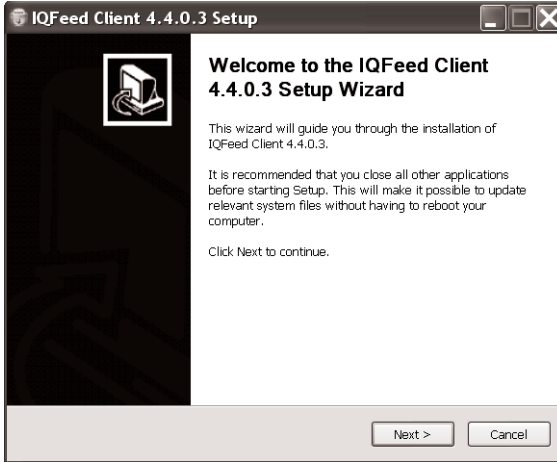 IQFeed Client 4.4.0.3 Setup
Welcome to the IQFeed Client
4.4.0.3 Setup Wizard
This wizard will guide you through the installation of
IQFeed Client 4.4.0.3.
It is recommended that you close all other applications
before starting Setup. This will make it possible to update
relevant system files without having to reboot your
computer.
Click Next to continue.
Next >
Cancel